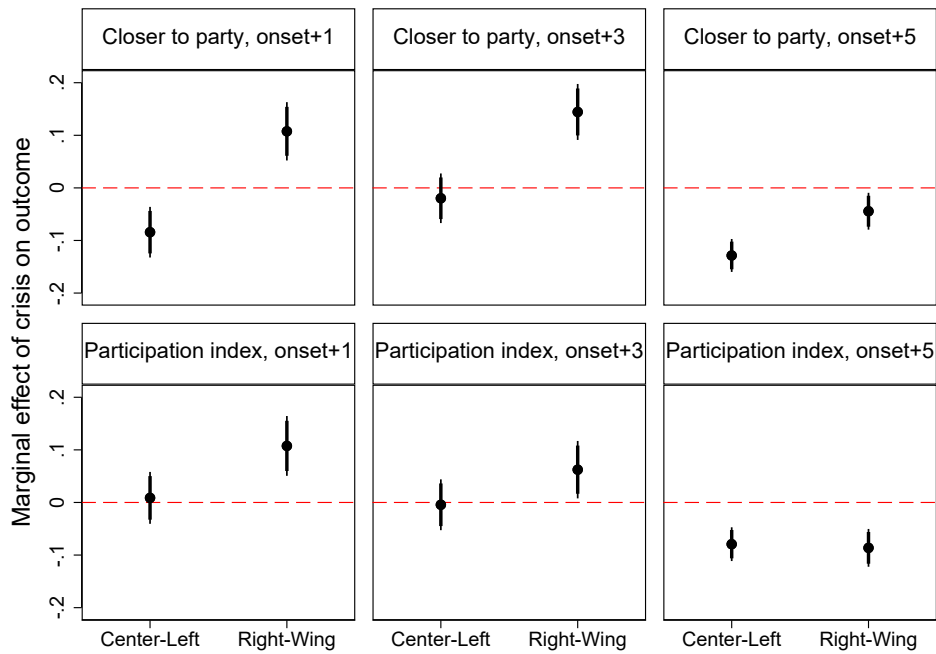 Closer to party, onset+1
Closer to party, onset+3
Closer to party, onset+5
Marginal effect of crisis on outcome
.2
.1
0
-.1
-.2
Participation index, onset+1
Participation index, onset+3
Participation index, onset+5
.2
.1
0
-.1
-.2
Center-Left
Right-Wing
Center-Left
Right-Wing
Center-Left
Right-Wing